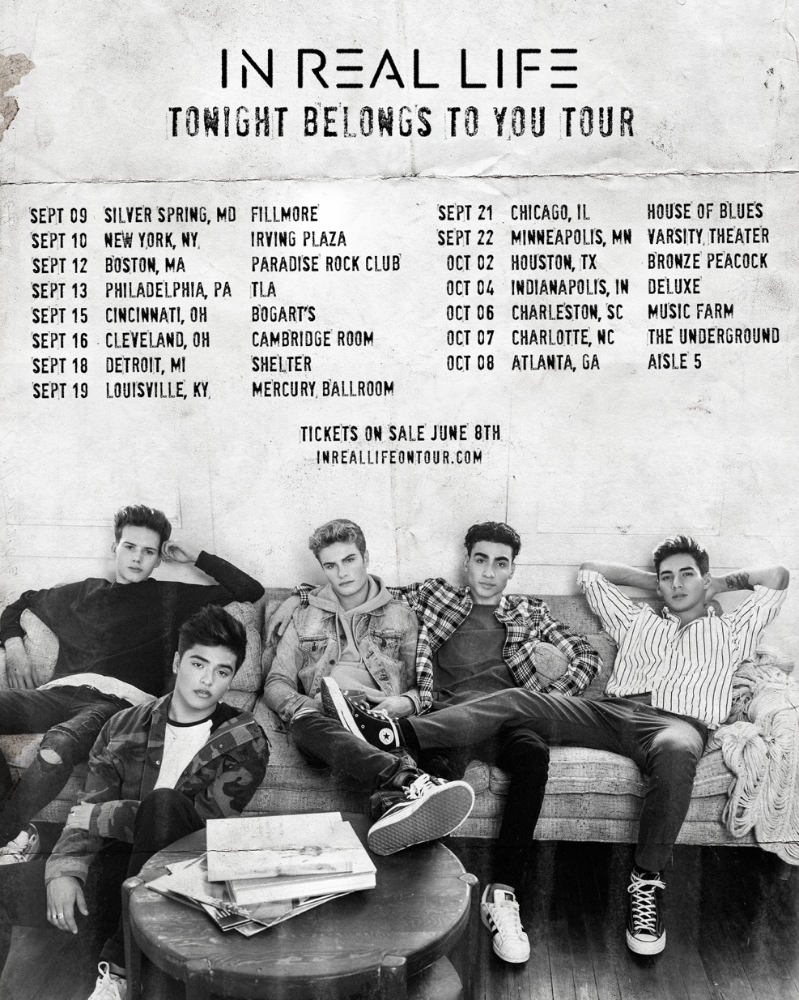 IN REAL LIFE
TONIGHT BELONGS TO YOU TOUR
SEPT 09 SILVER SPRING, MD FILLMORE
SEPT 10 NEW YORK, NY IRVING PLAZA
SEPT 12 BOSTON, MA PARADISE ROCK CLUB
SEPT 13 PHILADELPHIA, PA TLA
SEPT 15 CINCINNATI, OH BOGART'S
SEPT 16 CLEVELAND, OH CAMBRIDGE ROOM
SEPT 18 DETROIT, MI SHELTER
SEPT 19 LOUISVILLE, KY MERCURY BALLROOM
SEPT 21 CHICAGO, IL HOUSE OF BLUES
SEPT 22 MINNEAPOLIS, MN VARSITY THEATER
OCT 02 HOUSTON, TX BRONZE PEACOCK
OCT 04 INDIANAPOLIS, IN DELUXE
OCT 06 CHARLESTON, SC MUSIC FARM
OCT 07 CHARLOTTE, NC THE UNDERGROUND
OCT 08 ATLANTA, GA AISLE 5
TICKETS ON SALE JUNE 8TH
INREALLIFEONTOUR.COM